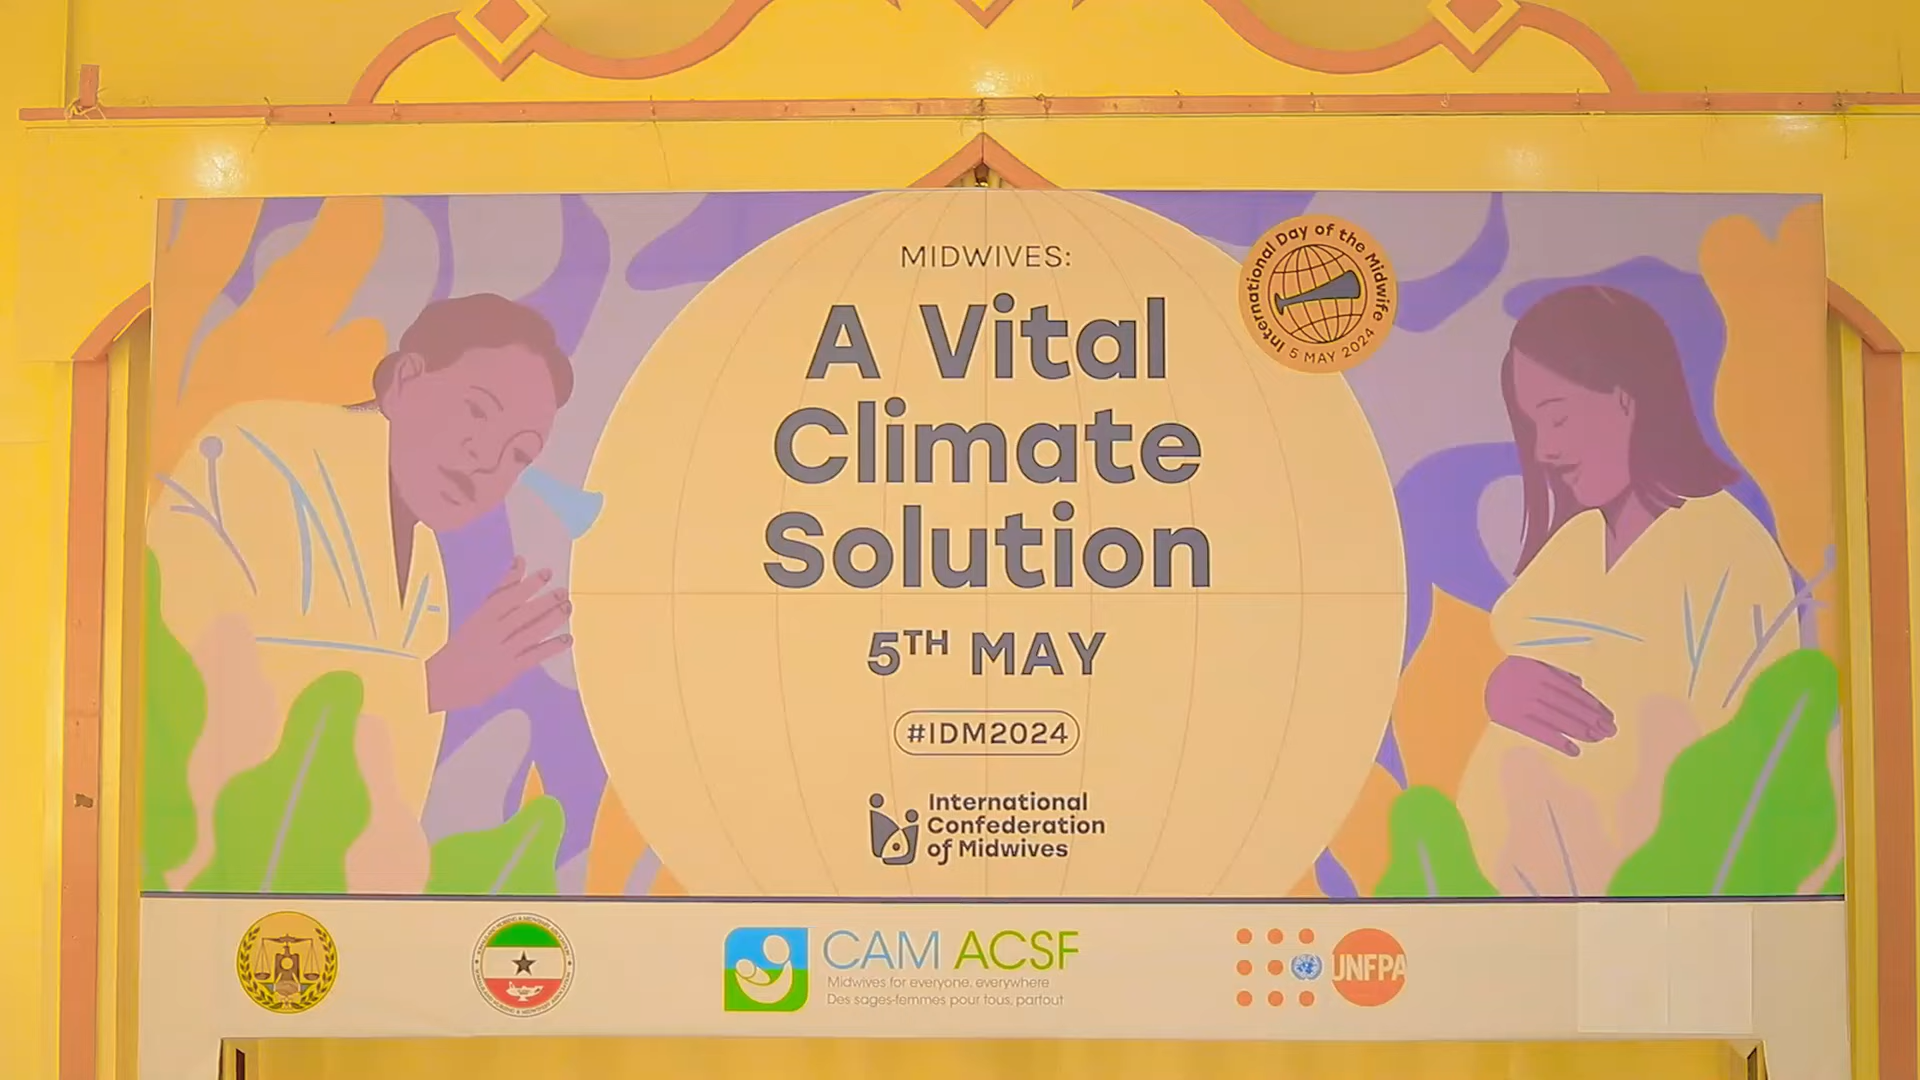 MIDWIVES:
A Vital
Climate
Solution
5TH MAY
#IDM2024
International
Confederation
of Midwives
International Day of the Midwife
5 MAY 2024
CAM ACSF
Midwives for everyone, everywhere
Des sages-femmes pour tous, partout
UNFPA